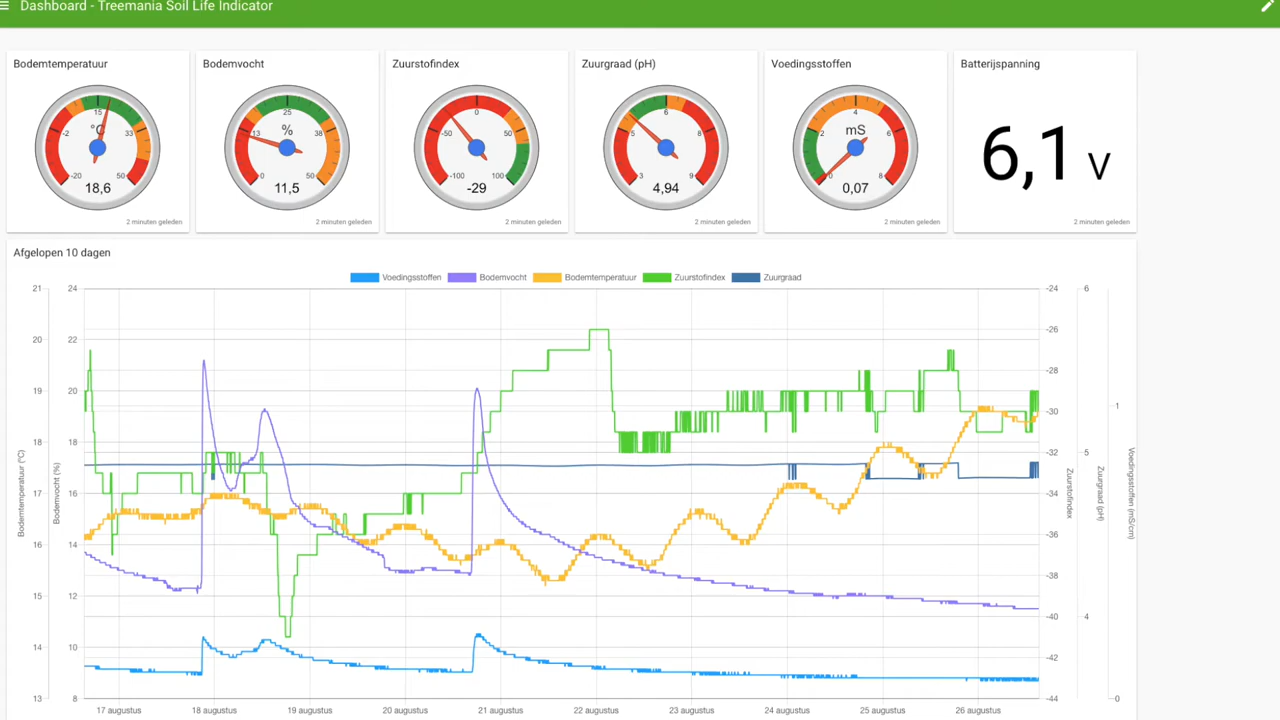 Dashboard - Treemania Soil Life Indicator
Bodemtemperatuur
Bodemvocht
Zuurstofindex
Zuurgraad (pH)
Voedingsstoffen
Batterijspanning
-20 -2 15 33 50
°C
18,6
0 13 25 38 50
%
11,5
-100 -50 0 50 100
-29
3 5 6 8 9
4,94
0 2 4 6 8
mS
0,07
6,1 V
2 minuten geleden
2 minuten geleden
2 minuten geleden
2 minuten geleden
2 minuten geleden
2 minuten geleden
Afgelopen 10 dagen
Voedingsstoffen Bodemvocht Bodemtemperatuur Zuurstofindex Zuurgraad
21
20
19
18
17
16
15
14
13
Bodemtemperatuur (°C)
24
22
20
18
16
14
12
10
8
Bodemvocht (%)
-24
-26
-28
-30
-32
-34
-36
-38
-40
-42
-44
Zuurstofindex
6
5
4
Zuurgraad (pH)
1
0
Voedingsstoffen (mS/cm)
17 augustus 18 augustus 19 augustus 20 augustus 21 augustus 22 augustus 23 augustus 24 augustus 25 augustus 26 augustus